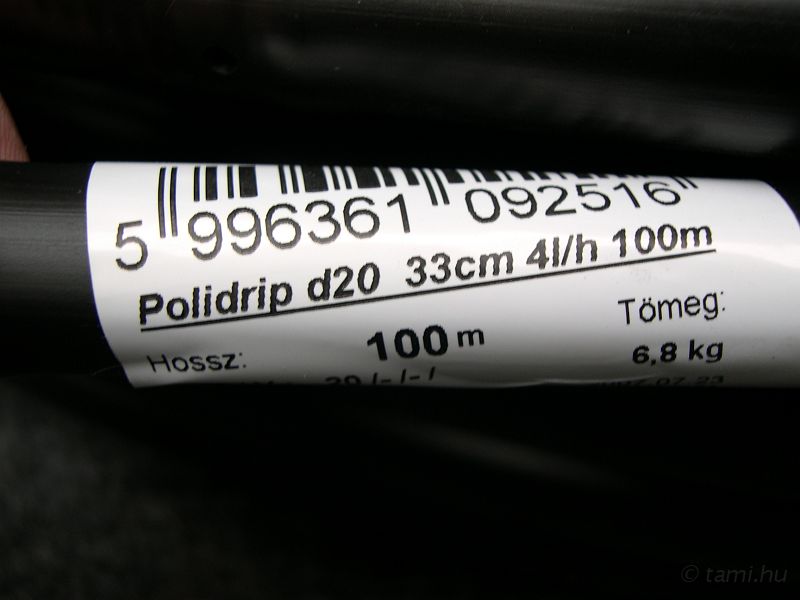 5 996361 092516
Polidrip d20 33cm 4l/h 100m
Hossz: 100 m Tömeg:
6,8 kg
© tami.hu